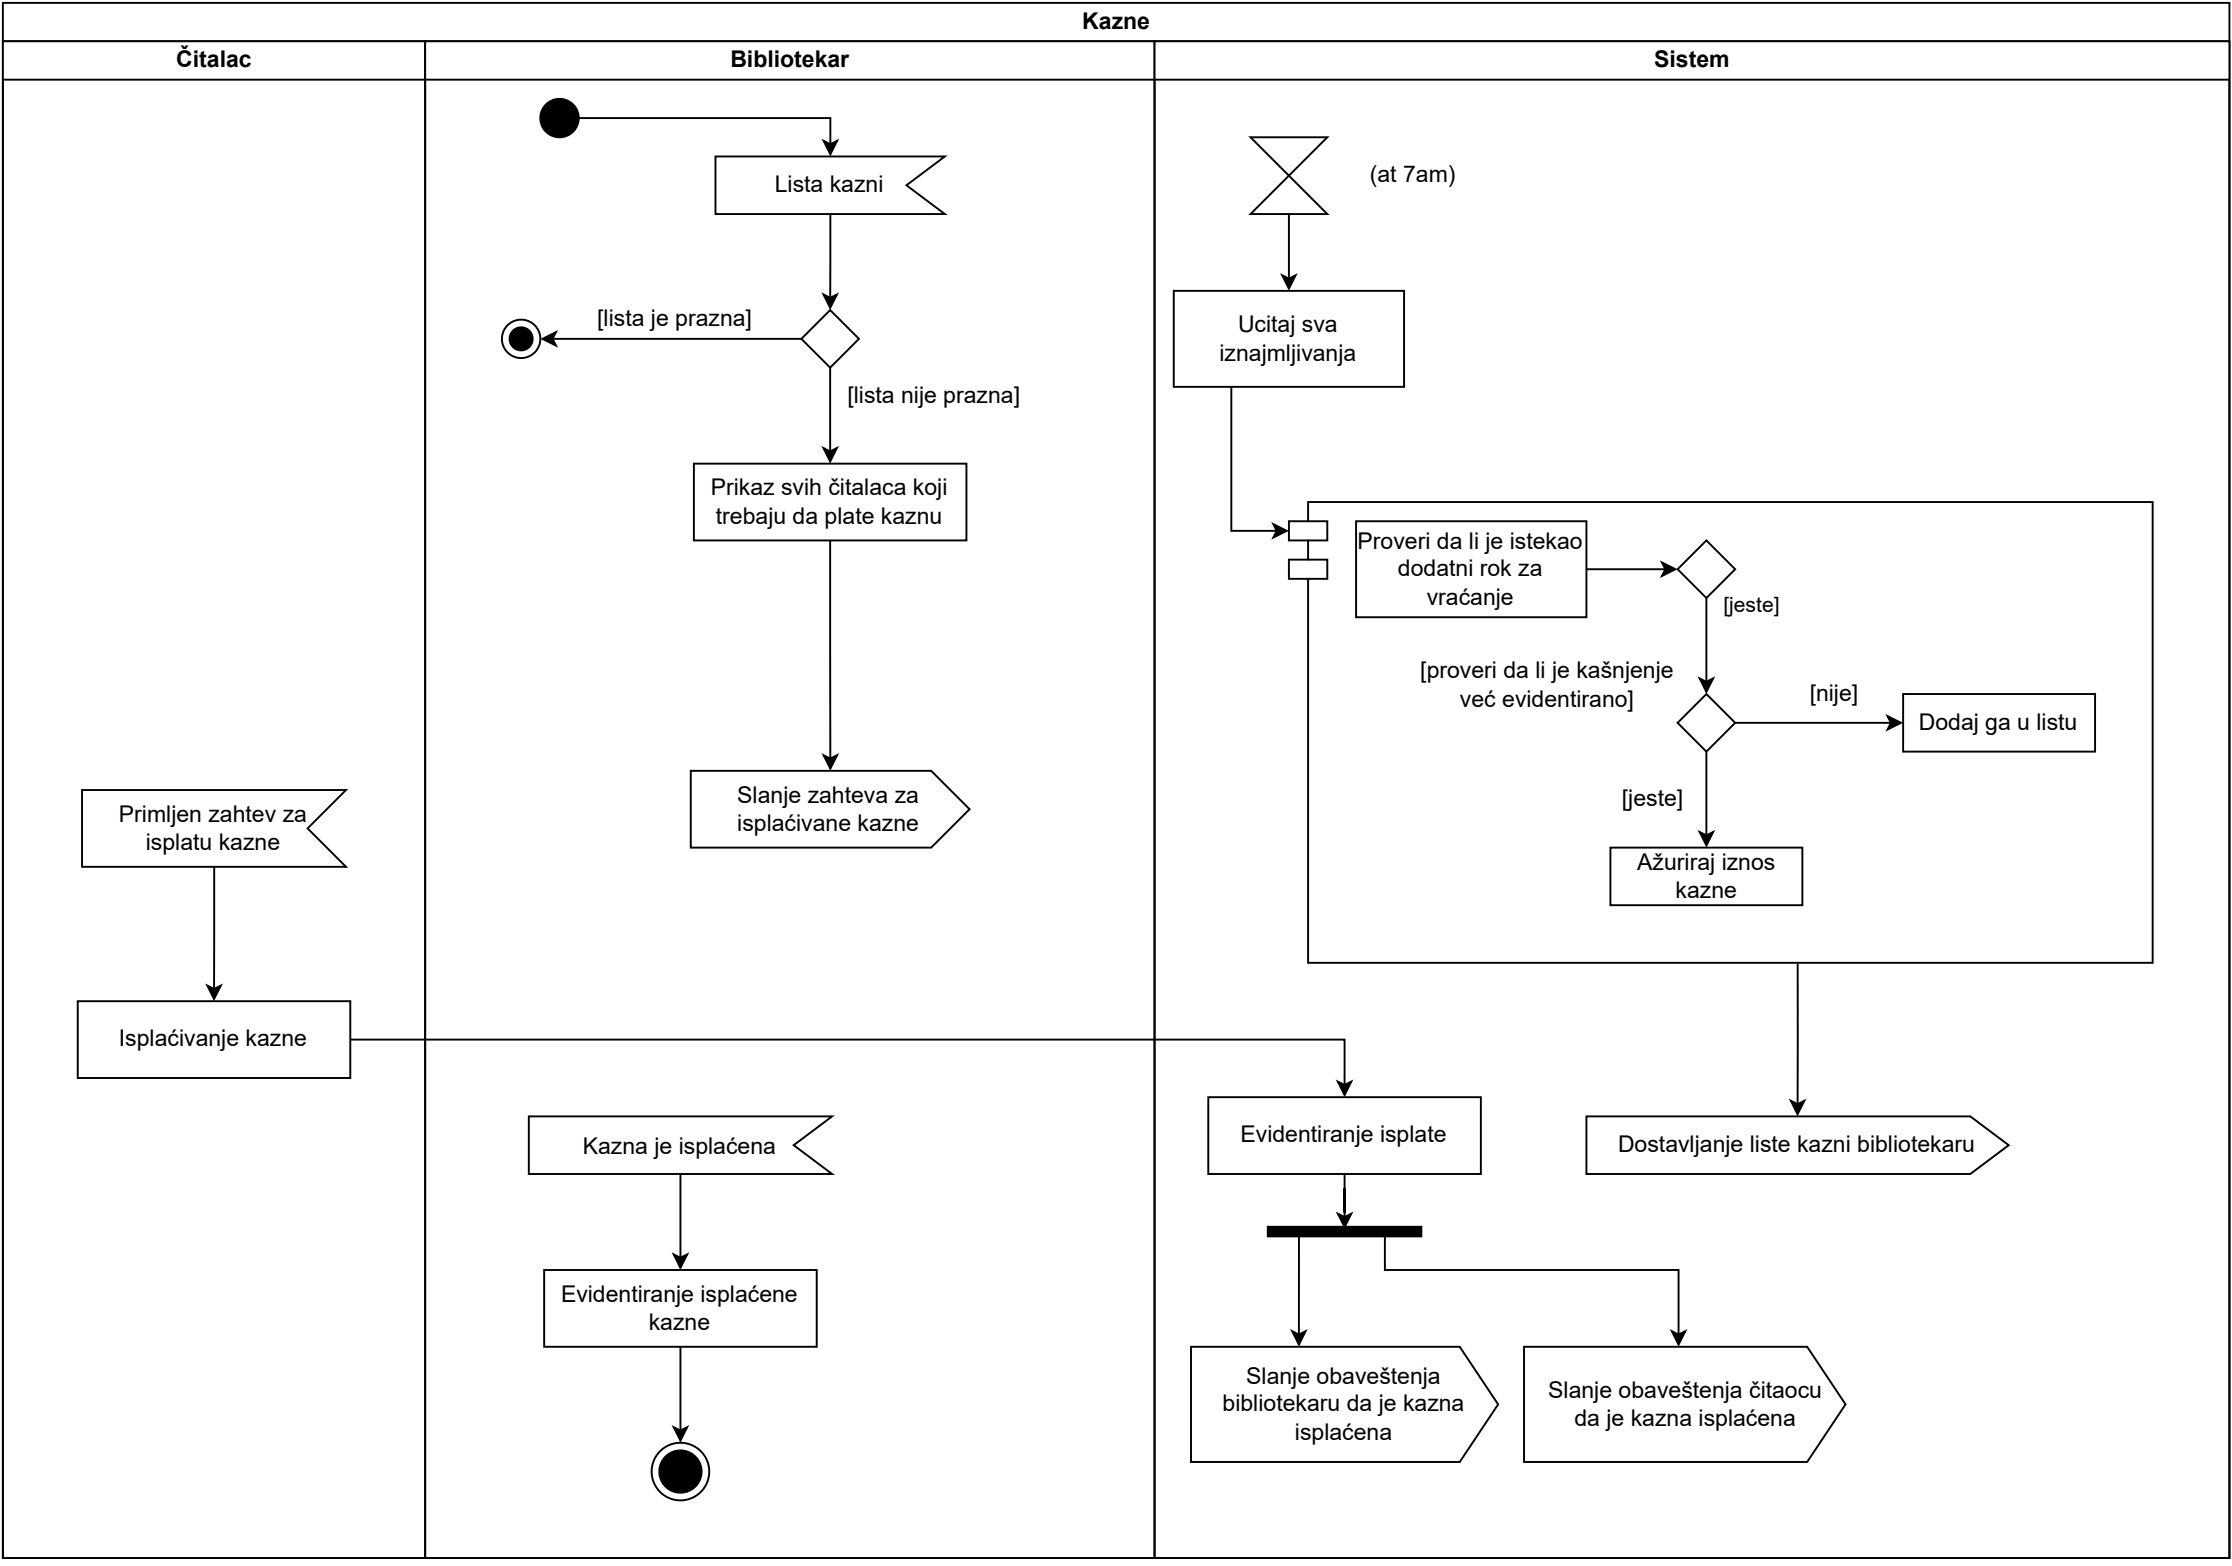 Kazne
Čitalac
Bibliotekar
Sistem
Lista kazni
(at 7am)
[lista je prazna]
[lista nije prazna]
Ucitaj sva
iznajmljivanja
Prikaz svih čitalaca koji
trebaju da plate kaznu
Proveri da li je istekao
dodatni rok za
vraćanje
[jeste]
[proveri da li je kašnjenje
već evidentirano]
[nije]
Dodaj ga u listu
[jeste]
Ažuriraj iznos
kazne
Slanje zahteva za
isplaćivane kazne
Primljen zahtev za
isplatu kazne
Isplaćivanje kazne
Kazna je isplaćena
Evidentiranje isplate
Dostavljanje liste kazni bibliotekaru
Evidentiranje isplaćene
kazne
Slanje obaveštenja
bibliotekaru da je kazna
isplaćena
Slanje obaveštenja čitaocu
da je kazna isplaćena